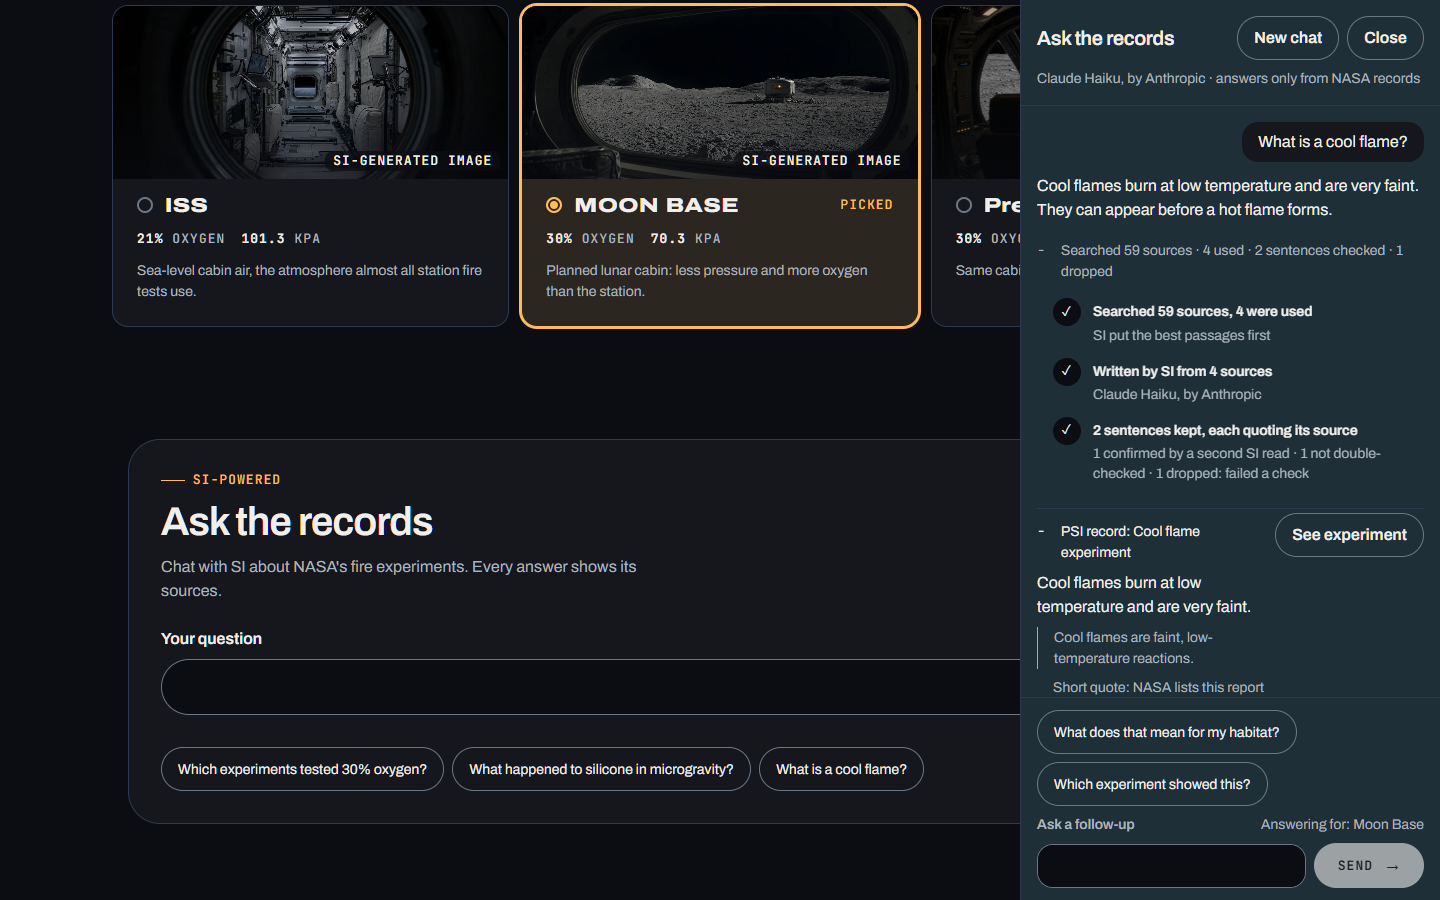 SI-GENERATED IMAGE
ISS
21% OXYGEN 101.3 KPA
Sea-level cabin air, the atmosphere almost all station fire
tests use.
SI-GENERATED IMAGE
MOON BASE
PICKED
30% OXYGEN 70.3 KPA
Planned lunar cabin: less pressure and more oxygen
than the station.
Pre
30% OXY
Same cabi
SI-POWERED
Ask the records
Chat with SI about NASA's fire experiments. Every answer shows its
sources.
Your question
Which experiments tested 30% oxygen?
What happened to silicone in microgravity?
What is a cool flame?
Ask the records
New chat
Close
Claude Haiku, by Anthropic · answers only from NASA records
What is a cool flame?
Cool flames burn at low temperature and are very faint.
They can appear before a hot flame forms.
- Searched 59 sources · 4 used · 2 sentences checked · 1
dropped
✓ Searched 59 sources, 4 were used
SI put the best passages first
✓ Written by SI from 4 sources
Claude Haiku, by Anthropic
✓ 2 sentences kept, each quoting its source
1 confirmed by a second SI read · 1 not double-
checked · 1 dropped: failed a check
- PSI record: Cool flame
experiment
See experiment
Cool flames burn at low
temperature and are very faint.
Cool flames are faint, low-
temperature reactions.
Short quote: NASA lists this report
What does that mean for my habitat?
Which experiment showed this?
Ask a follow-up
Answering for: Moon Base
SEND →